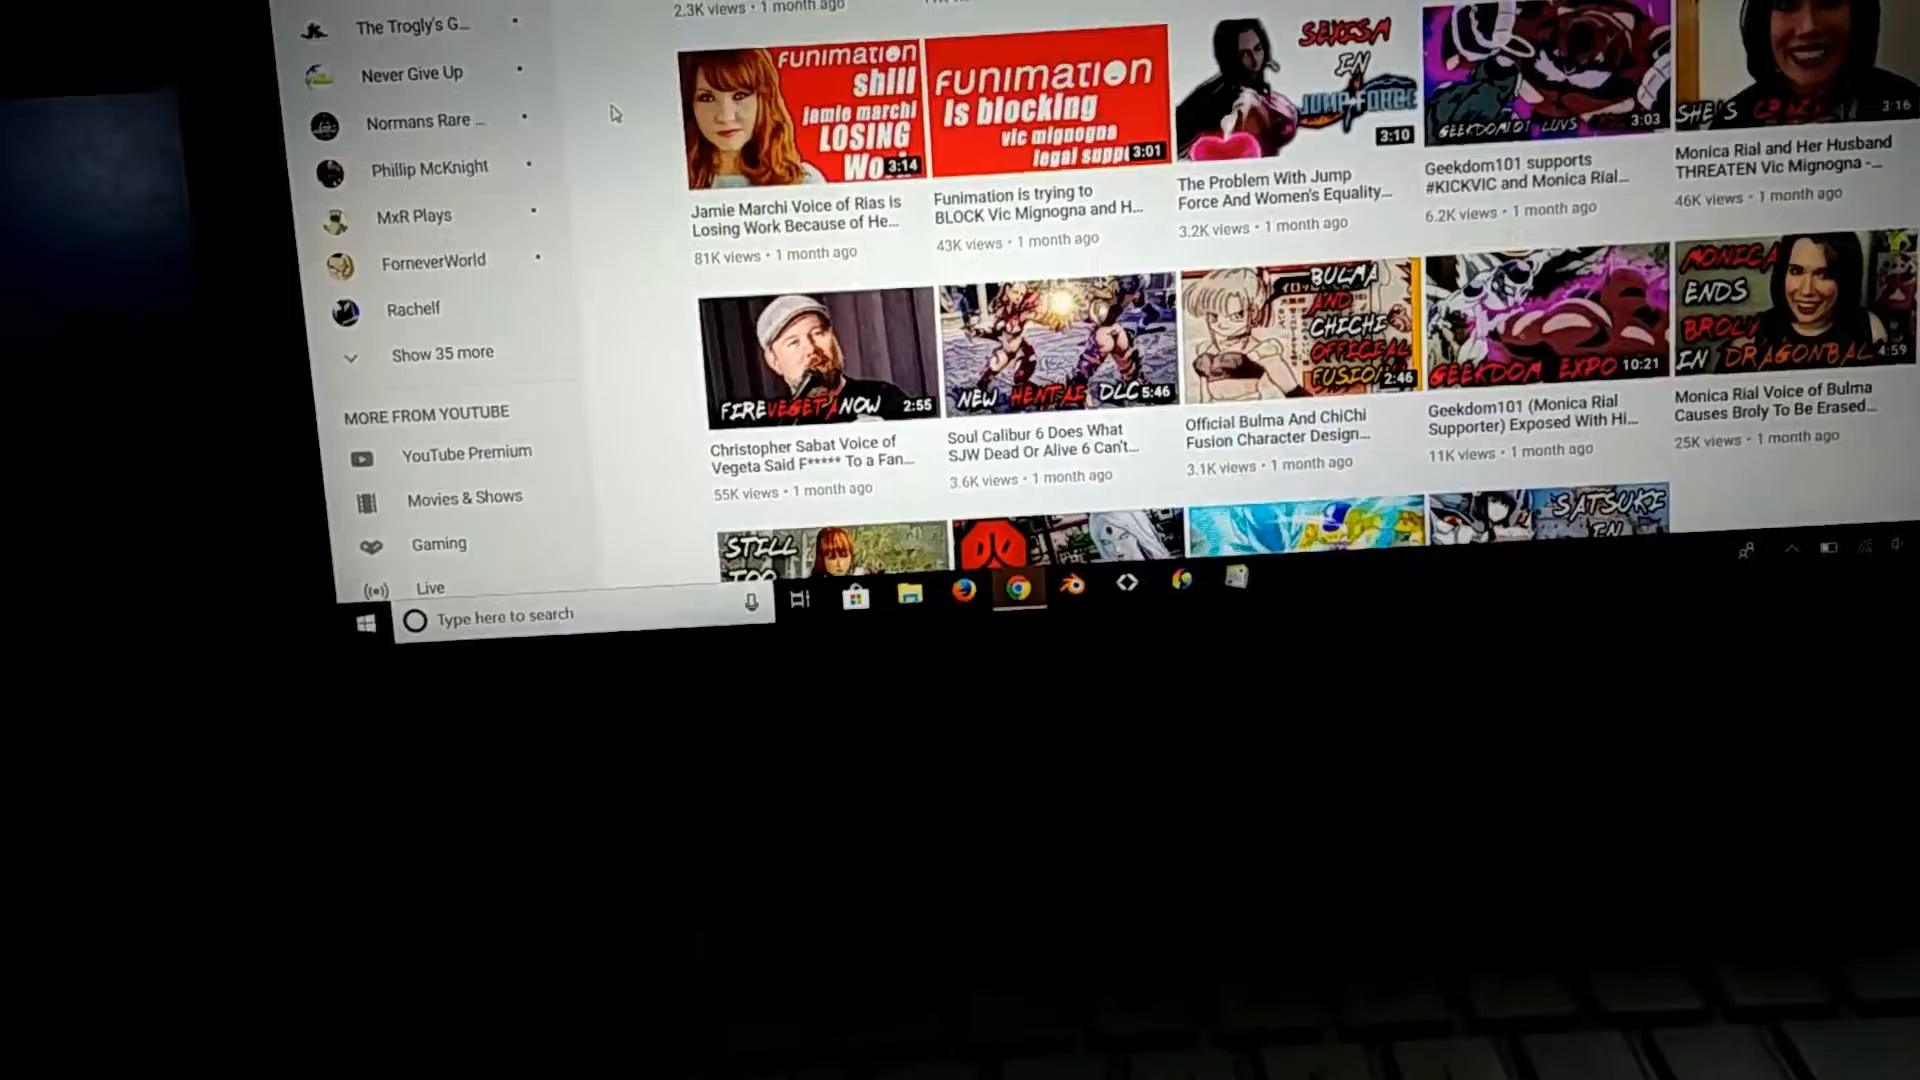 The Trogly's G...
Never Give Up
Normans Rare ...
Phillip McKnight
MxR Plays
ForneverWorld
Rachelf
Show 35 more
MORE FROM YOUTUBE
YouTube Premium
Movies & Shows
Gaming
Live
2.3K views • 1 month ago
FUNIMATION
shill
jamie marchi
LOSING
Wo
3:14
Jamie Marchi Voice of Rias is
Losing Work Because of He...
81K views • 1 month ago
FUNIMATION
Is blocking
vic mignogna
legal supp
3:01
Funimation is trying to
BLOCK Vic Mignogna and H...
43K views • 1 month ago
IN
JUMP FORCE
3:10
The Problem With Jump
Force And Women's Equality...
3.2K views • 1 month ago
GEEKDOM101 LUVS
3:03
Geekdom101 supports
#KICKVIC and Monica Rial...
6.2K views • 1 month ago
SHE'S CRAZY
3:16
Monica Rial and Her Husband
THREATEN Vic Mignogna -...
46K views • 1 month ago
FIREVEGETANOW
2:55
Christopher Sabat Voice of
Vegeta Said F***** To a Fan...
55K views • 1 month ago
NEW HENTAI DLC
5:46
Soul Calibur 6 Does What
SJW Dead Or Alive 6 Can't...
3.6K views • 1 month ago
BULMA
AND
CHICHI
OFFICIAL
FUSION
2:46
Official Bulma And ChiChi
Fusion Character Design...
3.1K views • 1 month ago
GEEKDOM EXPO
10:21
Geekdom101 (Monica Rial
Supporter) Exposed With Hi...
11K views • 1 month ago
MONICA
ENDS
BROLY
IN DRAGONBAL
4:59
Monica Rial Voice of Bulma
Causes Broly To Be Erased...
25K views • 1 month ago
STILL
TOO
SATSUKI
IN
Type here to search